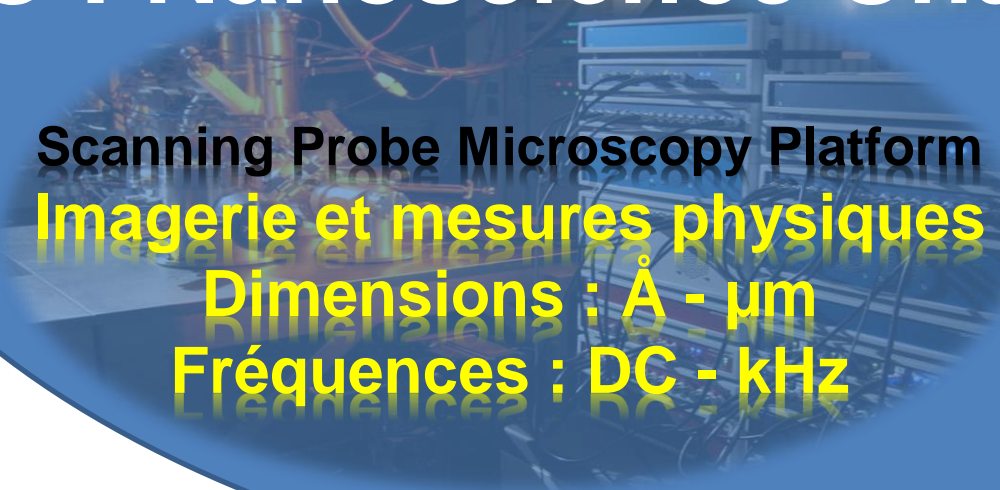 Scanning Probe Microscopy Platform
Imagerie et mesures physiques
Dimensions : Å - µm
Fréquences : DC - kHz